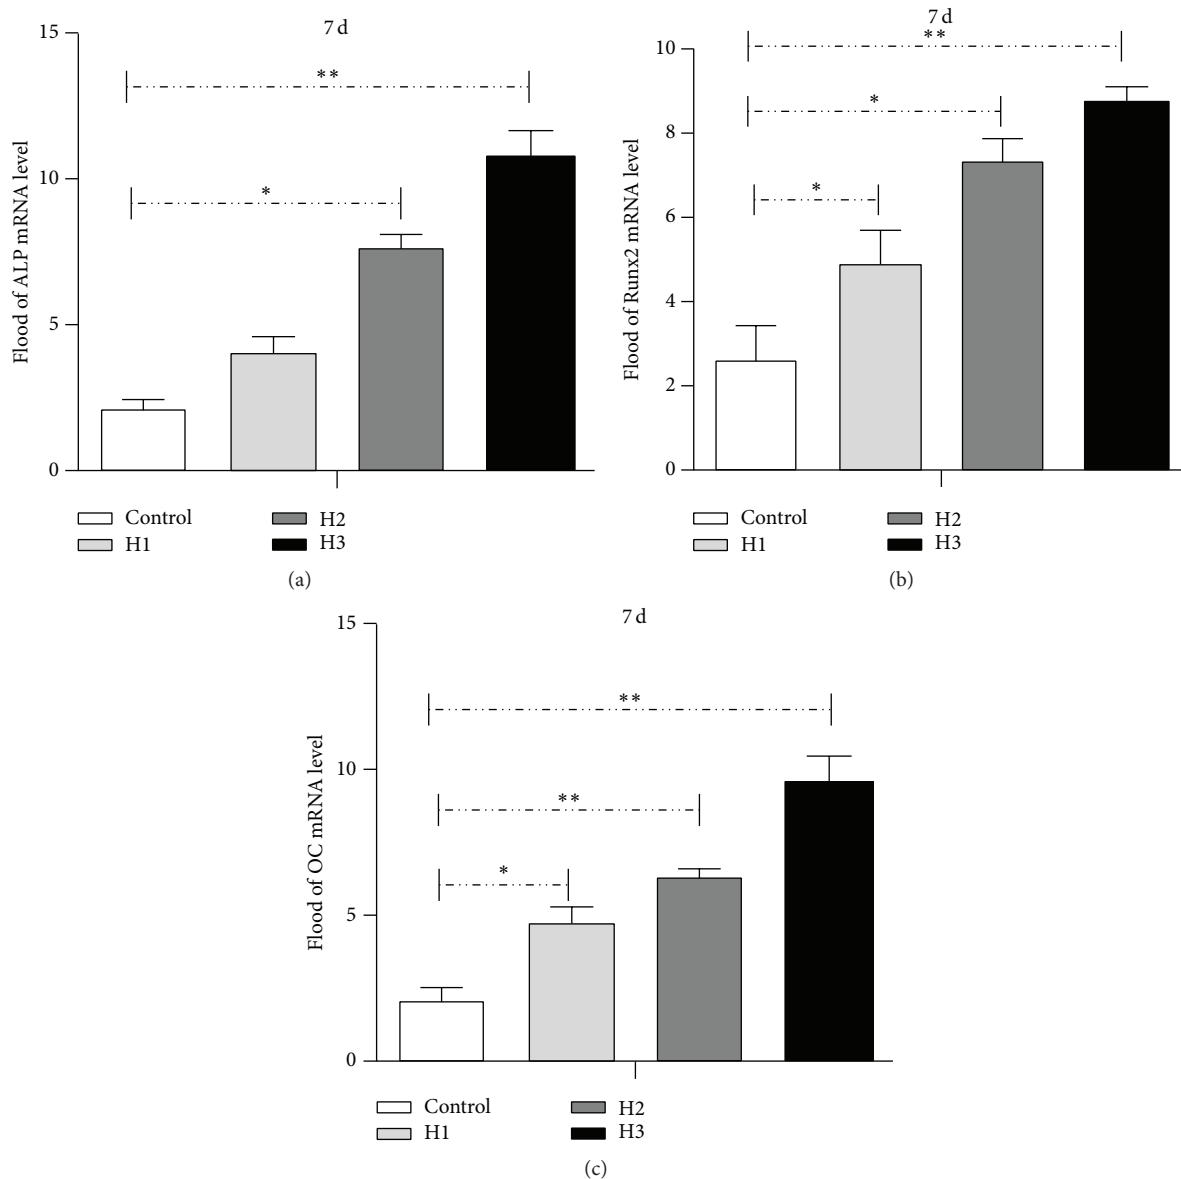 7 d
Flood of ALP mRNA level
15
10
5
0
**
*
Control
H1
H2
H3
(a)
7 d
Flood of Runx2 mRNA level
10
8
6
4
2
0
**
*
*
Control
H1
H2
H3
(b)
7 d
Flood of OC mRNA level
15
10
5
0
**
**
*
Control
H1
H2
H3
(c)